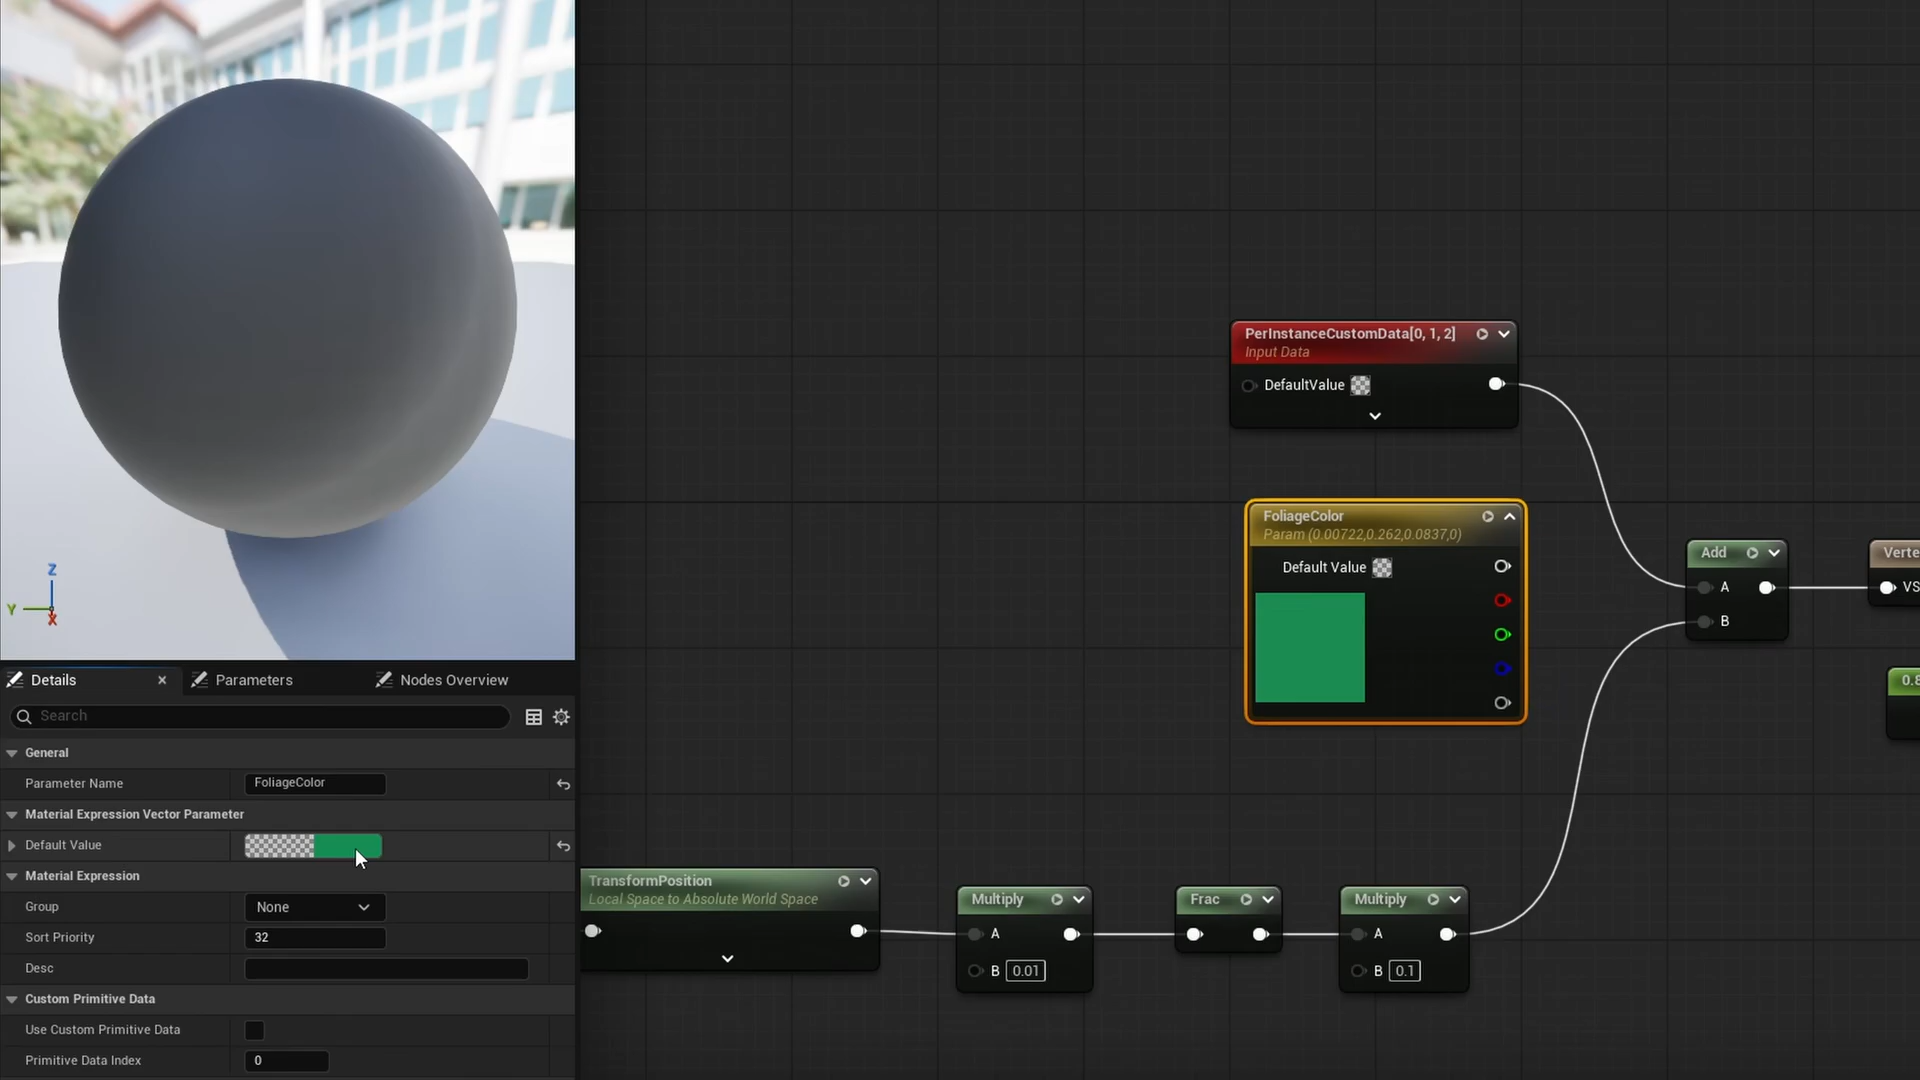 PerInstanceCustomData[0, 1, 2]
Input Data
DefaultValue
FoliageColor
Param (0.00722,0.262,0.0837,0)
Default Value
Add
A
B
Verte
VS
0.8
Z
Y
X
Details
Parameters
Nodes Overview
Search
General
Parameter Name
FoliageColor
Material Expression Vector Parameter
Default Value
Material Expression
Group
None
Sort Priority
32
Desc
Custom Primitive Data
Use Custom Primitive Data
Primitive Data Index
0
TransformPosition
Local Space to Absolute World Space
Multiply
A
B 0.01
Frac
Multiply
A
B 0.1